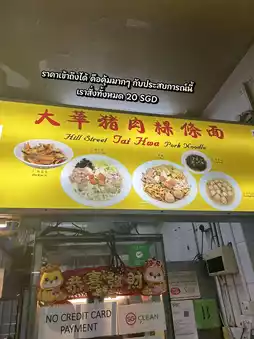 ราคาเข้าถึงได้ คือคุ้มมากๆ กับประสบการณ์นี้
เราสั่งทั้งหมด 20 SGD
大華猪肉粿條面
Hill Street Tai Hwa Pork Noodle
NO CREDIT CARD
PAYMENT
SG CLEAN